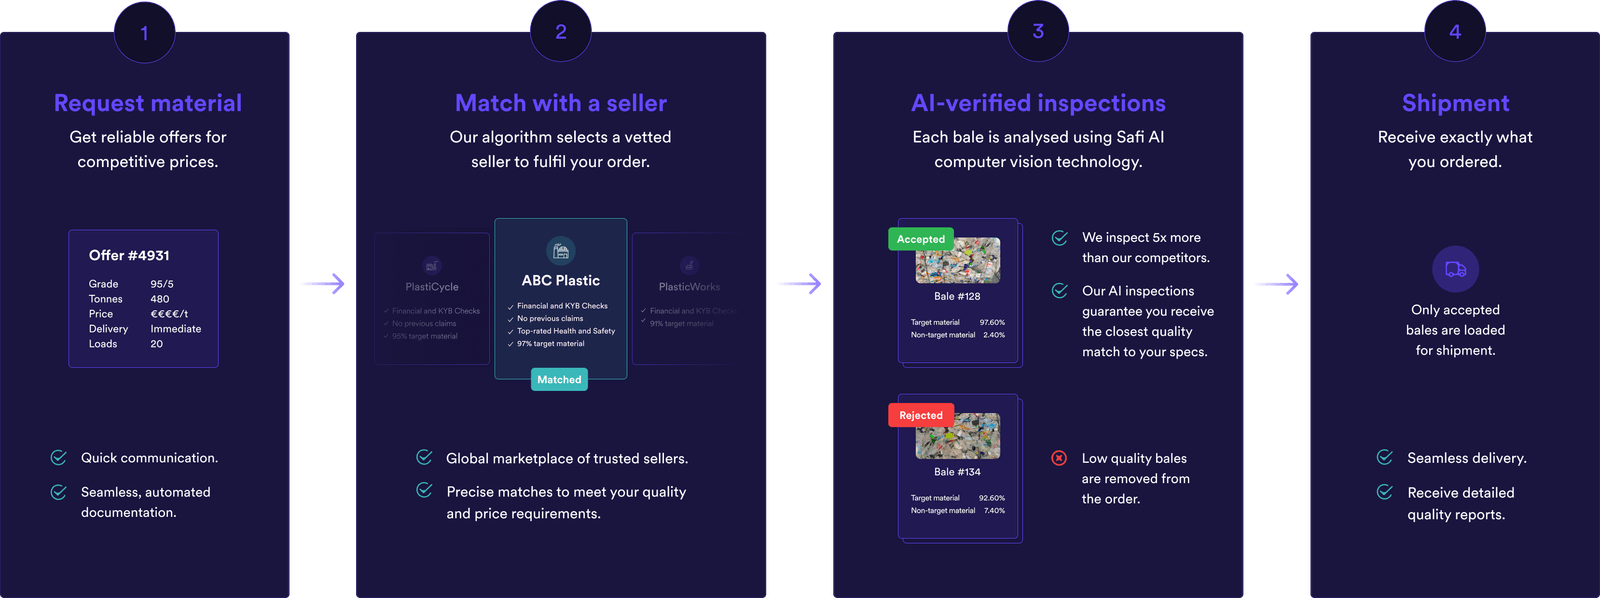 1
Request material
Get reliable offers for
competitive prices.
Offer #4931
Grade 95/5
Tonnes 480
Price €€€€/t
Delivery Immediate
Loads 20
Quick communication.
Seamless, automated
documentation.
2
Match with a seller
Our algorithm selects a vetted
seller to fulfil your order.
PlastiCycle
Financial and KYB Checks
No previous claims
95% target material
ABC Plastic
Financial and KYB Checks
No previous claims
Top-rated Health and Safety
97% target material
Matched
PlasticWorks
Financial and KYB Checks
91% target material
Global marketplace of trusted sellers.
Precise matches to meet your quality
and price requirements.
3
AI-verified inspections
Each bale is analysed using Safi AI
computer vision technology.
Accepted
Bale #128
Target material 97.60%
Non-target material 2.40%
We inspect 5x more
than our competitors.
Our AI inspections
guarantee you receive
the closest quality
match to your specs.
Rejected
Bale #134
Target material 92.60%
Non-target material 7.40%
Low quality bales
are removed from
the order.
4
Shipment
Receive exactly what
you ordered.
Only accepted
bales are loaded
for shipment.
Seamless delivery.
Receive detailed
quality reports.